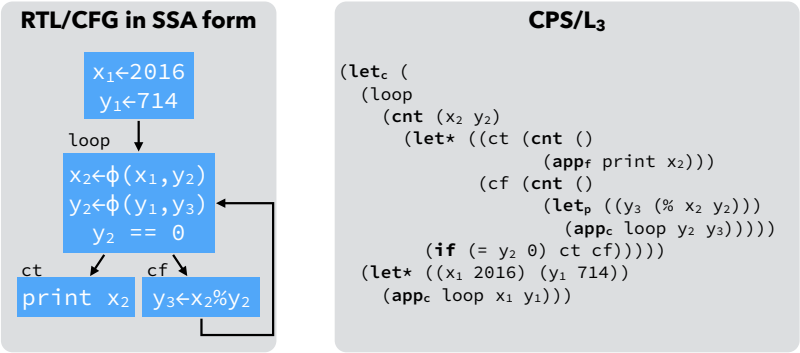 RTL/CFG in SSA form
x₁←2016
y₁←714
loop
x₂←ϕ(x₁,y₂)
y₂←ϕ(y₁,y₃)
y₂ == 0
ct
print x₂
cf
y₃←x₂%y₂
CPS/L₃
(let꜀ (
  (loop
    (cnt (x₂ y₂)
      (let* ((ct (cnt ()
                   (appf print x₂)))
             (cf (cnt ()
                   (letₚ ((y₃ (% x₂ y₂)))
                     (app꜀ loop y₂ y₃)))))
        (if (= y₂ 0) ct cf)))))
  (let* ((x₁ 2016) (y₁ 714))
    (app꜀ loop x₁ y₁)))